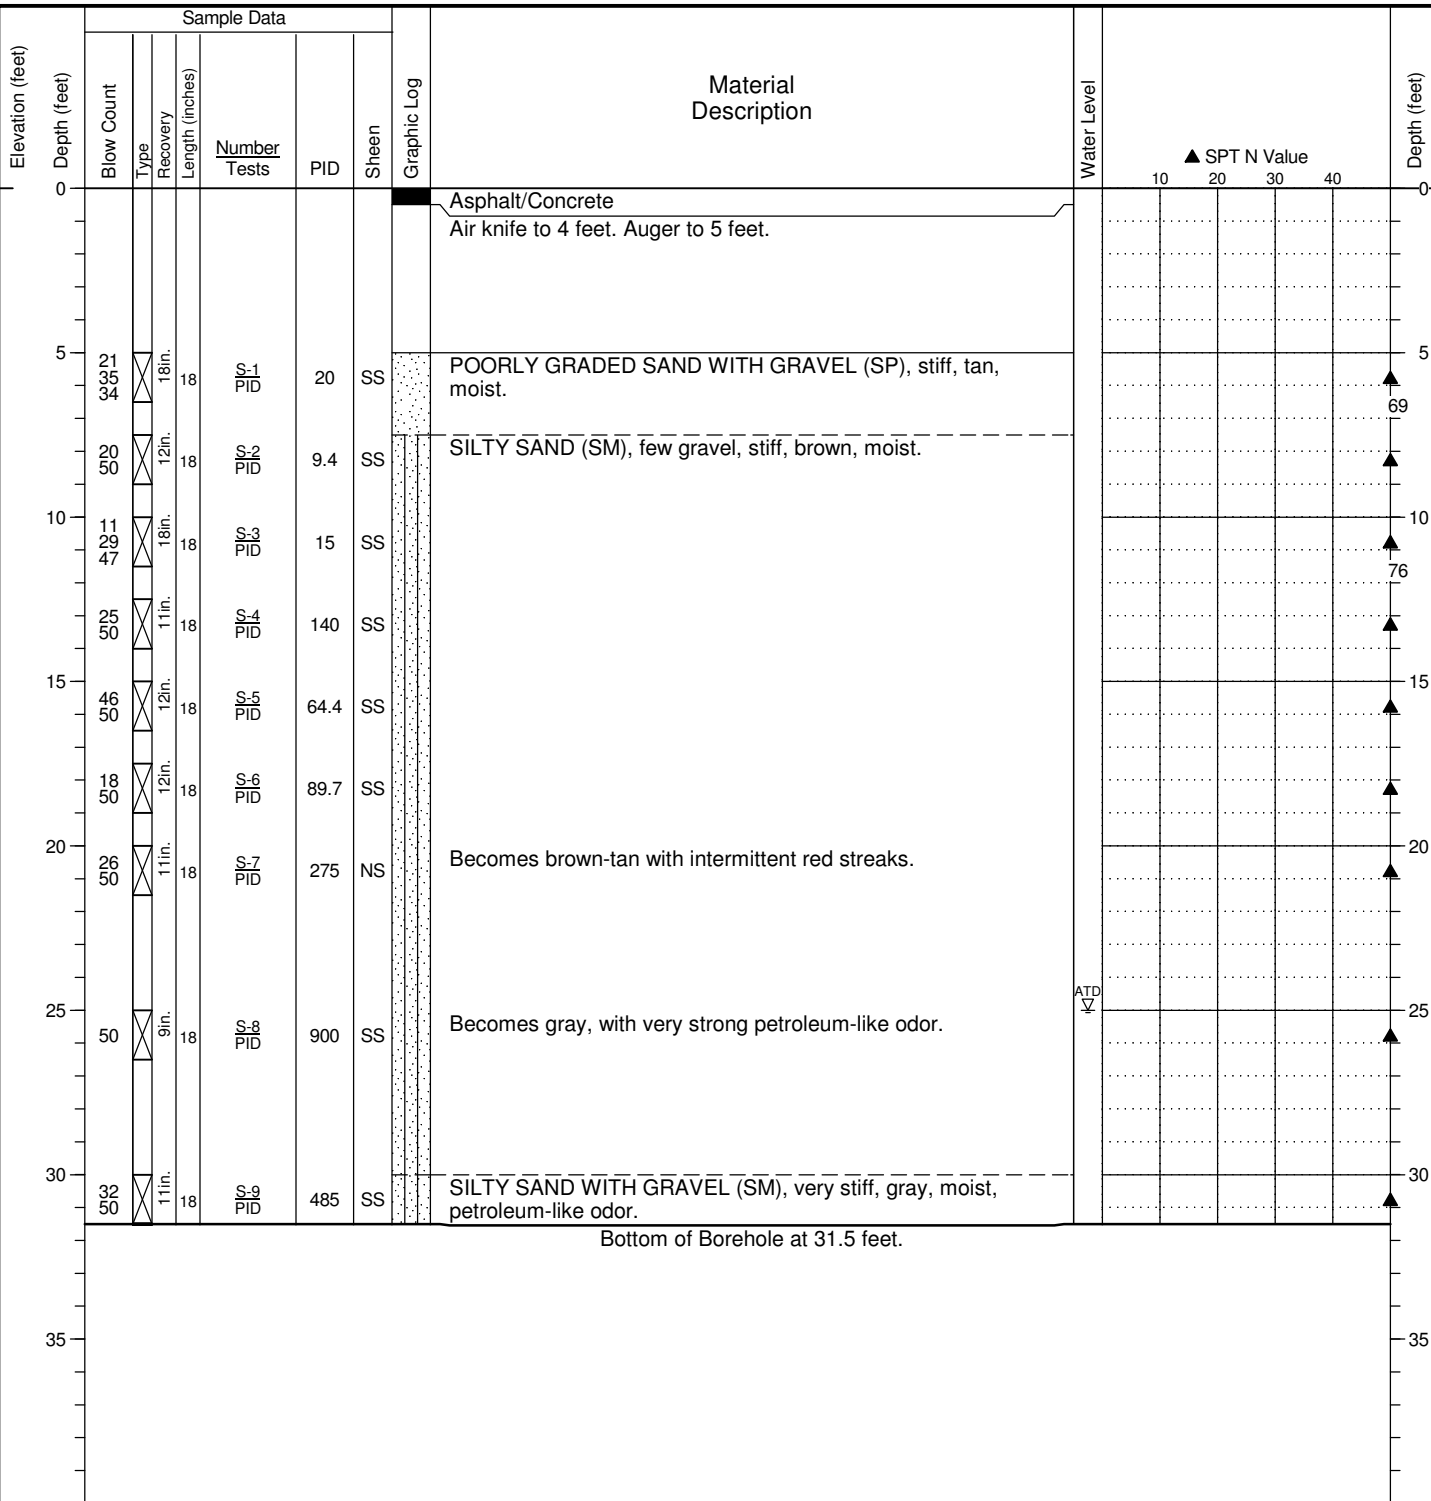 Sample Data
Elevation (feet)
Depth (feet)
Blow Count
Type
Recovery
Length (inches)
Number
Tests
PID
Sheen
Graphic Log
Material
Description
Water Level
▲ SPT N Value
10 20 30 40
Depth (feet)
0 Asphalt/Concrete 0
Air knife to 4 feet. Auger to 5 feet.
5 5
21
35
34
18in. 18 S-1
PID
20 SS POORLY GRADED SAND WITH GRAVEL (SP), stiff, tan,
moist.
69
20
50
12in. 18 S-2
PID
9.4 SS SILTY SAND (SM), few gravel, stiff, brown, moist.
10 10
11
29
47
18in. 18 S-3
PID
15 SS
76
25
50
11in. 18 S-4
PID
140 SS
15 15
46
50
12in. 18 S-5
PID
64.4 SS
18
50
12in. 18 S-6
PID
89.7 SS
20 20
26
50
11in. 18 S-7
PID
275 NS Becomes brown-tan with intermittent red streaks.
ATD
25 25
50 9in. 18 S-8
PID
900 SS Becomes gray, with very strong petroleum-like odor.
30 30
32
50
11in. 18 S-9
PID
485 SS SILTY SAND WITH GRAVEL (SM), very stiff, gray, moist,
petroleum-like odor.
Bottom of Borehole at 31.5 feet.
35 35